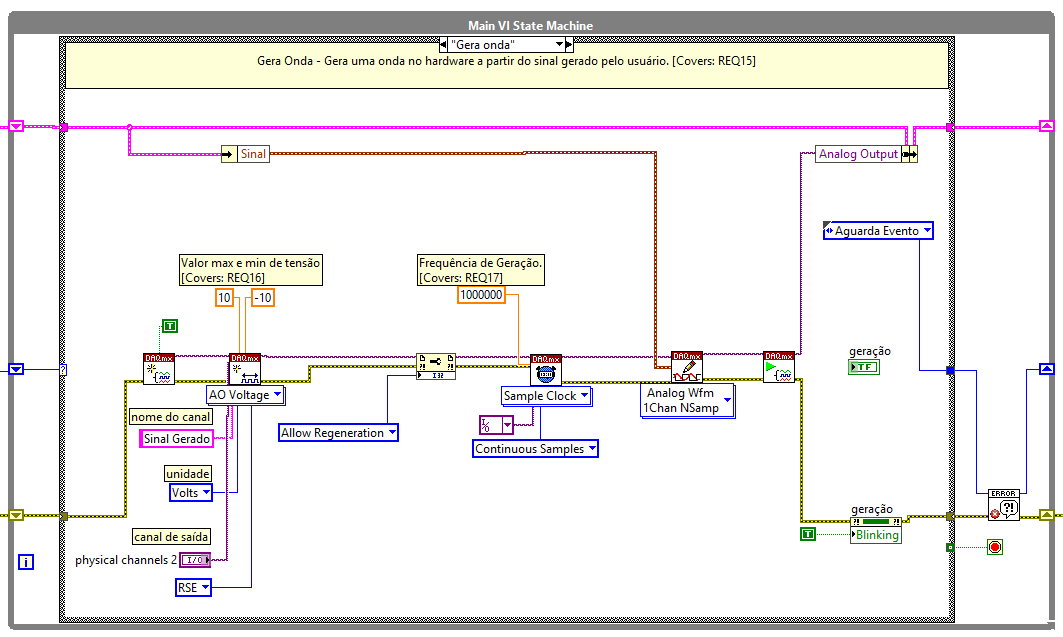 Main VI State Machine
"Gera onda"
Gera Onda - Gera uma onda no hardware a partir do sinal gerado pelo usuário. [Covers: REQ15]
Sinal
Analog Output
Aguarda Evento
Valor max e min de tensão
[Covers: REQ16]
10
-10
Frequência de Geração.
[Covers: REQ17]
1000000
T
DAQmx
DAQmx
DAQmx
DAQmx
DAQmx
geração
TF
?
AO Voltage
Sample Clock
Analog Wfm
1Chan NSamp
nome do canal
Sinal Gerado
Allow Regeneration
I/O
Continuous Samples
unidade
Volts
canal de saída
physical channels 2
I/O
RSE
geração
T
Blinking
ERROR
?!
i